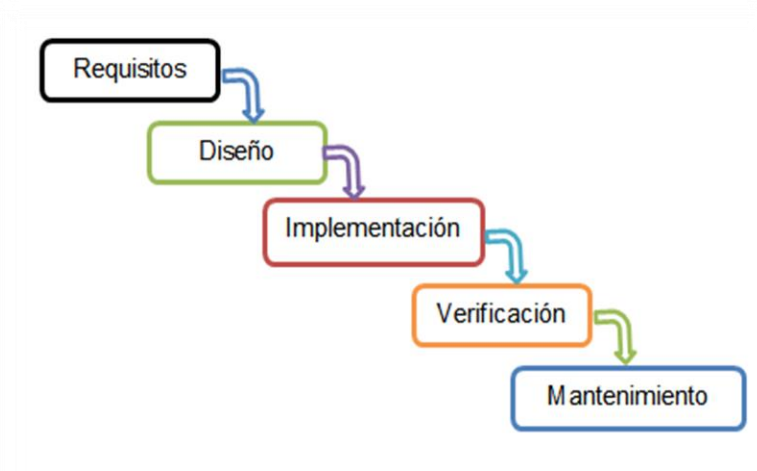 Requisitos
Diseño
Implementación
Verificación
Mantenimiento